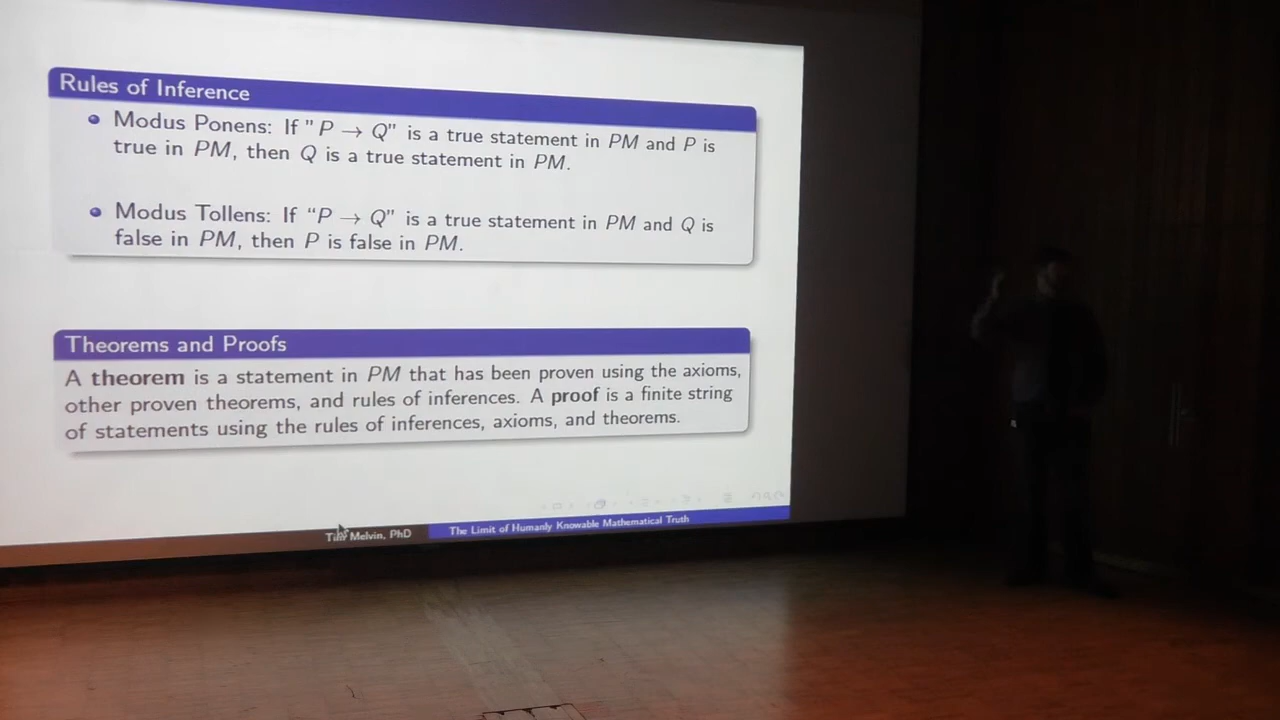 Rules of Inference
Modus Ponens: If "P → Q" is a true statement in PM and P is
true in PM, then Q is a true statement in PM.
Modus Tollens: If “P → Q” is a true statement in PM and Q is
false in PM, then P is false in PM.
Theorems and Proofs
A theorem is a statement in PM that has been proven using the axioms,
other proven theorems, and rules of inferences. A proof is a finite string
of statements using the rules of inferences, axioms, and theorems.
Tim Melvin, PhD
The Limit of Humanly Knowable Mathematical Truth